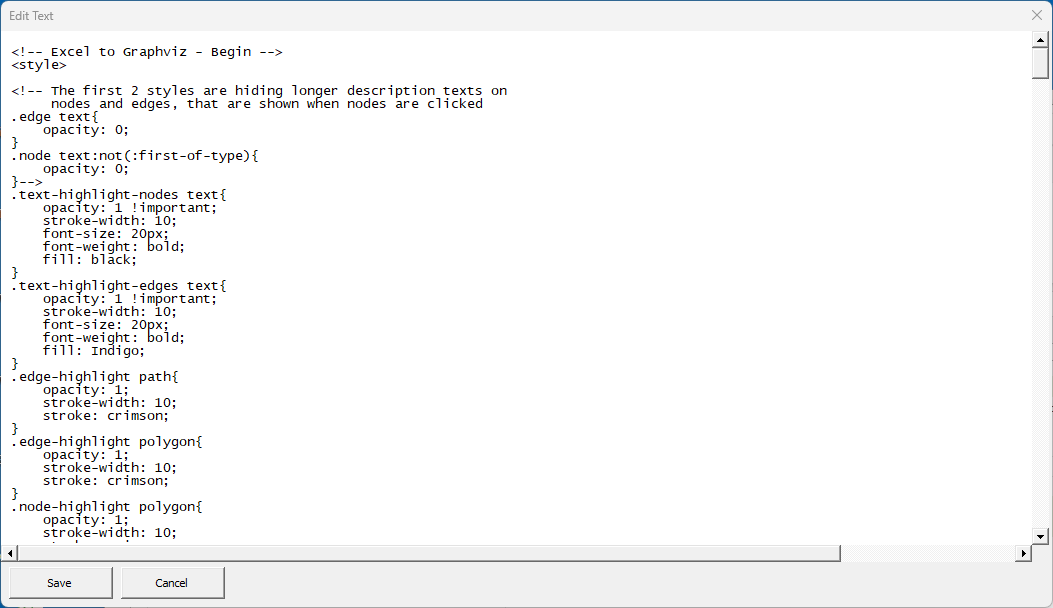 Edit Text
<!-- Excel to Graphviz - Begin -->
<style>
<!-- The first 2 styles are hiding longer description texts on
     nodes and edges, that are shown when nodes are clicked
.edge text{
    opacity: 0;
}
.node text:not(:first-of-type){
    opacity: 0;
}-->
.text-highlight-nodes text{
    opacity: 1 !important;
    stroke-width: 10;
    font-size: 20px;
    font-weight: bold;
    fill: black;
}
.text-highlight-edges text{
    opacity: 1 !important;
    stroke-width: 10;
    font-size: 20px;
    font-weight: bold;
    fill: Indigo;
}
.edge-highlight path{
    opacity: 1;
    stroke-width: 10;
    stroke: crimson;
}
.edge-highlight polygon{
    opacity: 1;
    stroke-width: 10;
    stroke: crimson;
}
.node-highlight polygon{
    opacity: 1;
    stroke-width: 10;
Save
Cancel